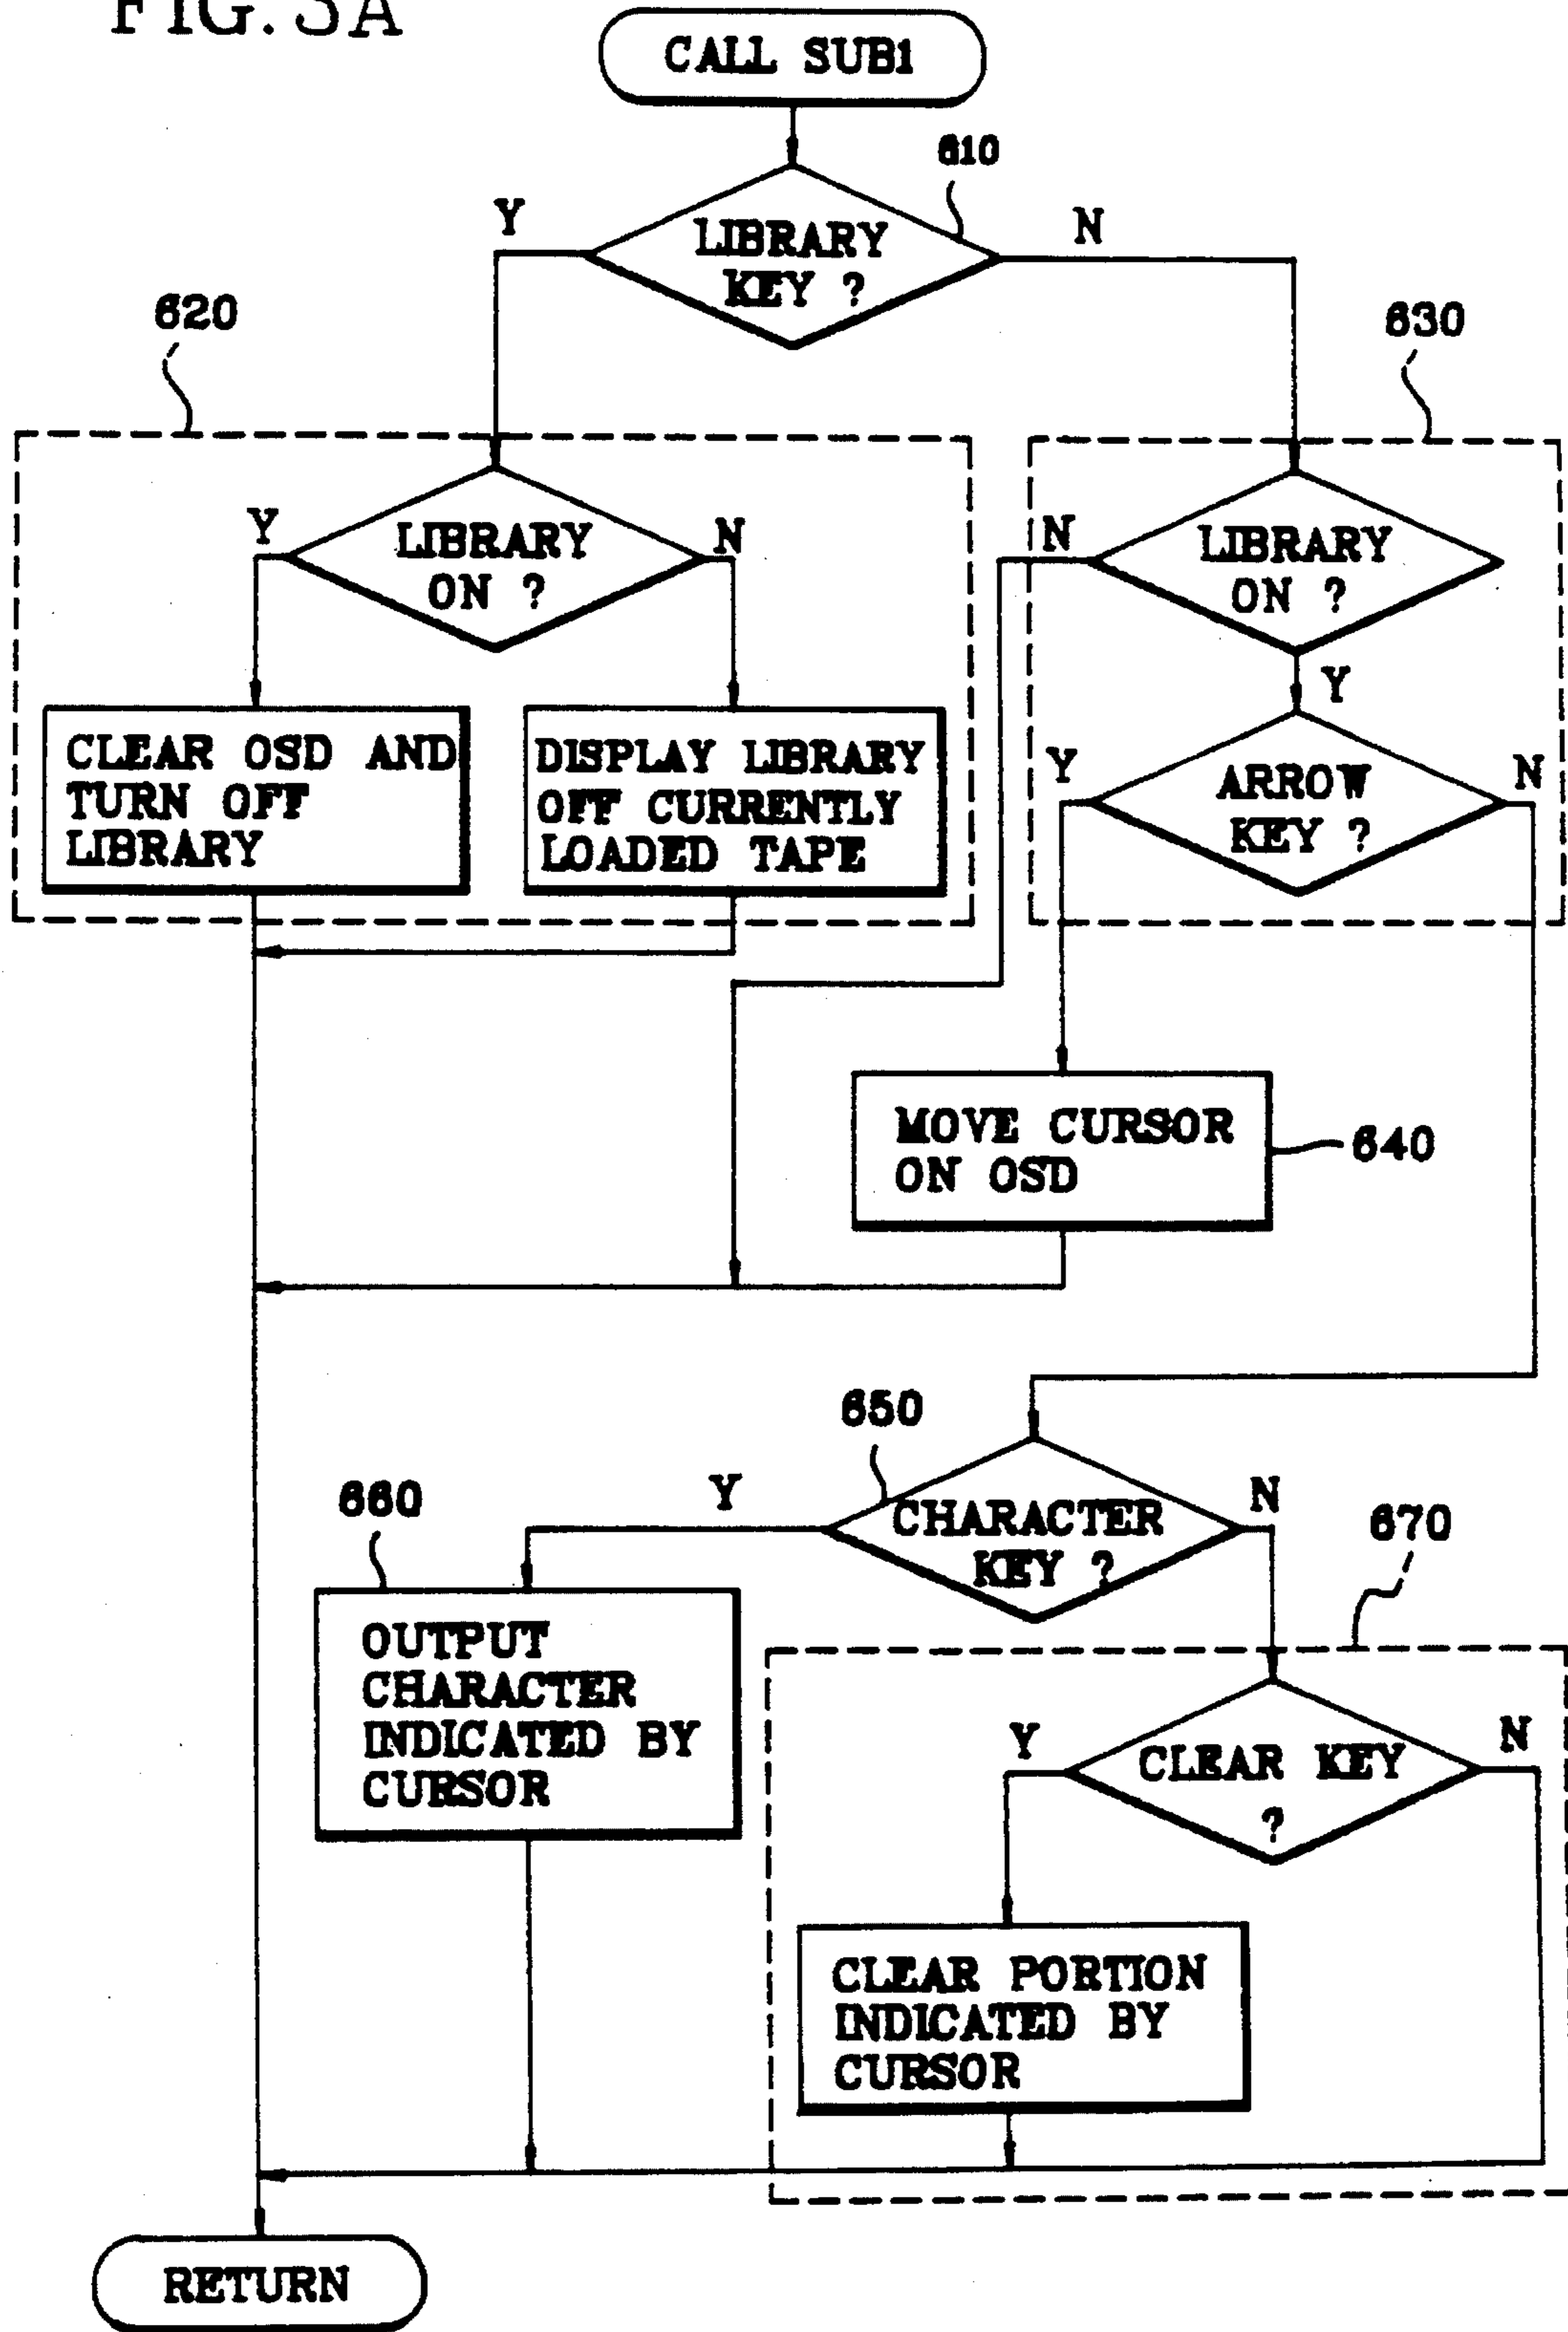 FIG. 3A
CALL SUB1
610
Y
LIBRARY
KEY ?
N
620
630
Y
LIBRARY
ON ?
N
N
LIBRARY
ON ?
Y
CLEAR OSD AND
TURN OFF
LIBRARY
DISPLAY LIBRARY
OFF CURRENTLY
LOADED TAPE
Y
ARROW
KEY ?
N
MOVE CURSOR
ON OSD
640
650
Y
CHARACTER
KEY ?
N
660
670
OUTPUT
CHARACTER
INDICATED BY
CURSOR
Y
CLEAR KEY
?
N
CLEAR PORTION
INDICATED BY
CURSOR
RETURN